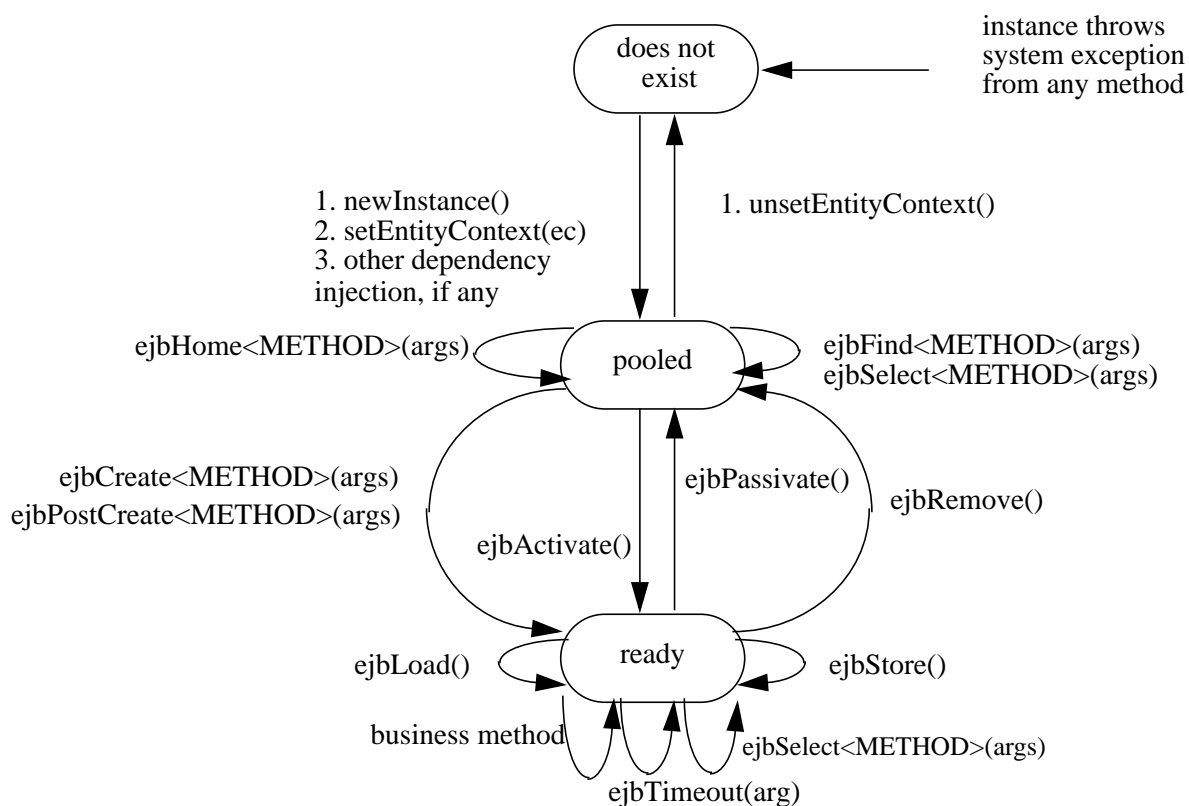 instance throws
system exception
from any method
does not
exist
1. newInstance()
2. setEntityContext(ec)
3. other dependency
injection, if any
1. unsetEntityContext()
ejbHome<METHOD>(args)
pooled
ejbFind<METHOD>(args)
ejbSelect<METHOD>(args)
ejbCreate<METHOD>(args)
ejbPostCreate<METHOD>(args)
ejbPassivate()
ejbRemove()
ejbActivate()
ready
ejbLoad()
ejbStore()
business method
ejbSelect<METHOD>(args)
ejbTimeout(arg)